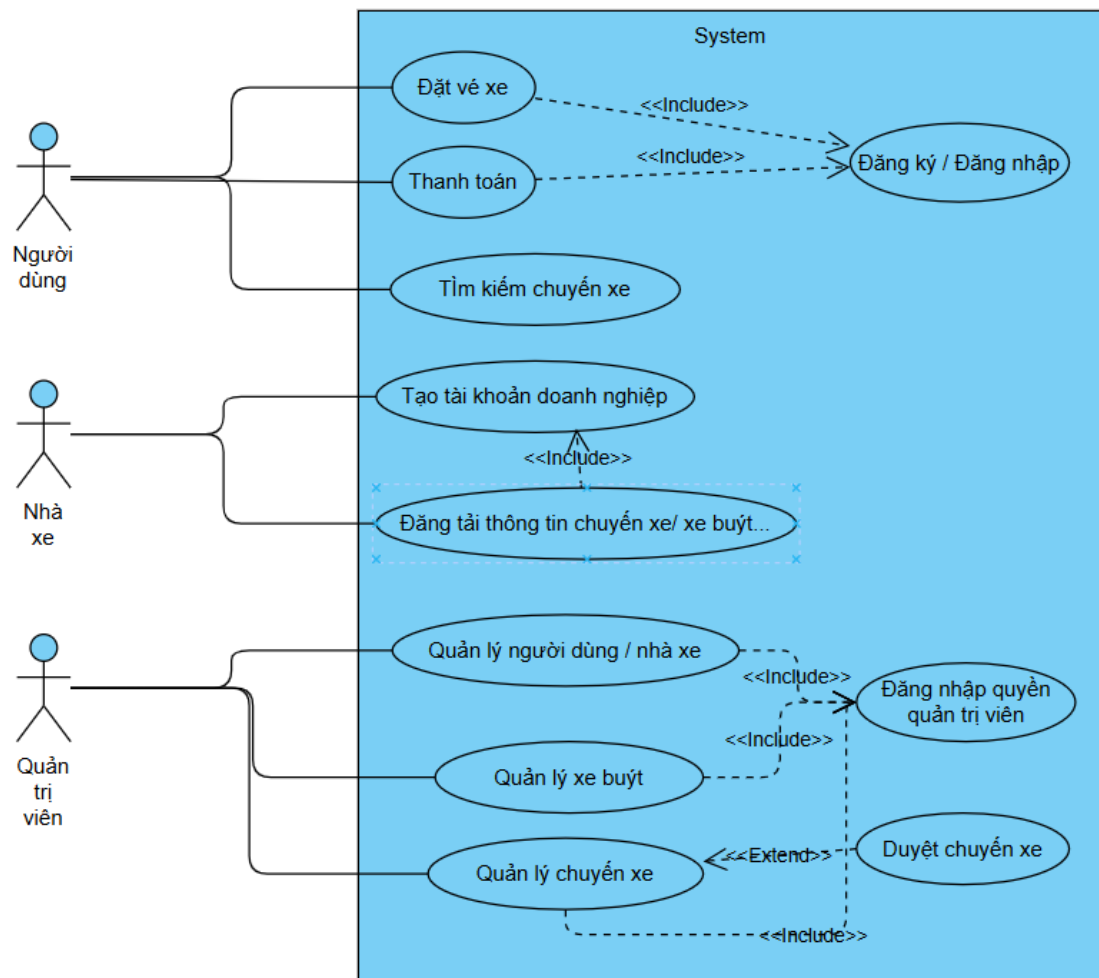 System
Đặt vé xe
<<Include>>
Đăng ký / Đăng nhập
<<Include>>
Thanh toán
Người
dùng
TÌm kiếm chuyến xe
Tạo tài khoản doanh nghiệp
<<Include>>
Nhà
xe
Đăng tải thông tin chuyến xe/ xe buýt...
Quản lý người dùng / nhà xe
<<Include>>
Đăng nhập quyền
quản trị viên
<<Include>>
Quản
trị
viên
Quản lý xe buýt
<<Extend>>
Duyệt chuyến xe
Quản lý chuyến xe
<<Include>>